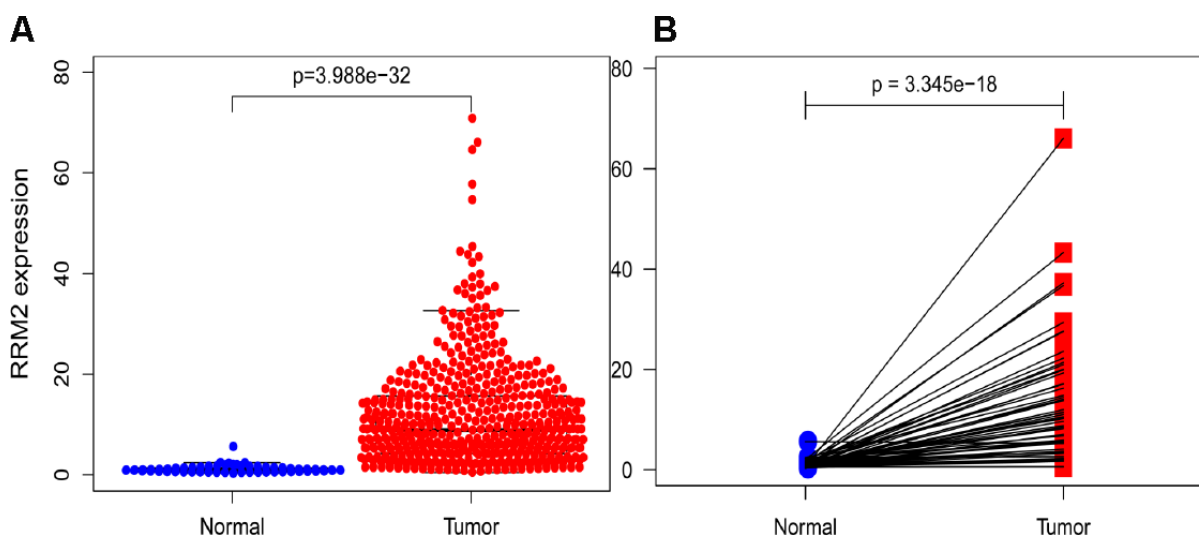 A
B
p=3.988e−32
p = 3.345e−18
RRM2 expression
80
60
40
20
0
80
60
40
20
0
Normal
Tumor
Normal
Tumor